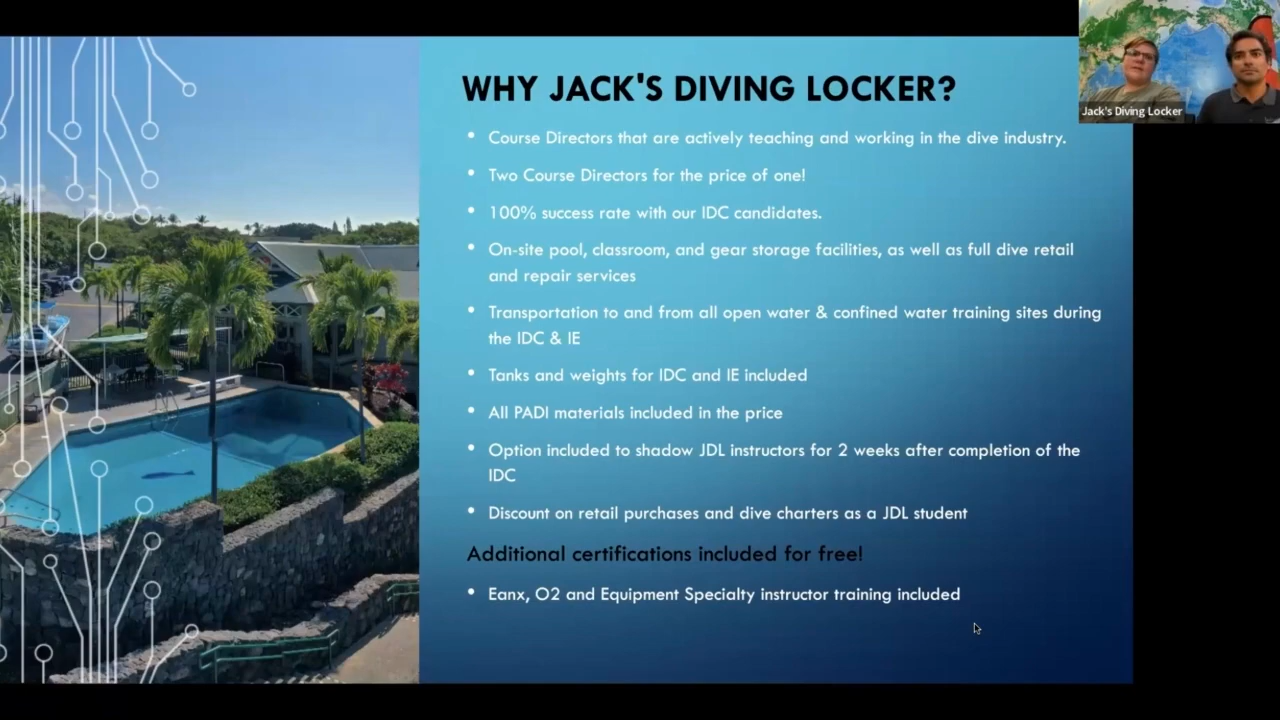 WHY JACK'S DIVING LOCKER?
Jack's Diving Locker
• Course Directors that are actively teaching and working in the dive industry.
• Two Course Directors for the price of one!
• 100% success rate with our IDC candidates.
• On-site pool, classroom, and gear storage facilities, as well as full dive retail
and repair services
• Transportation to and from all open water & confined water training sites during
the IDC & IE
• Tanks and weights for IDC and IE included
• All PADI materials included in the price
• Option included to shadow JDL instructors for 2 weeks after completion of the
IDC
• Discount on retail purchases and dive charters as a JDL student
Additional certifications included for free!
• Eanx, O2 and Equipment Specialty instructor training included